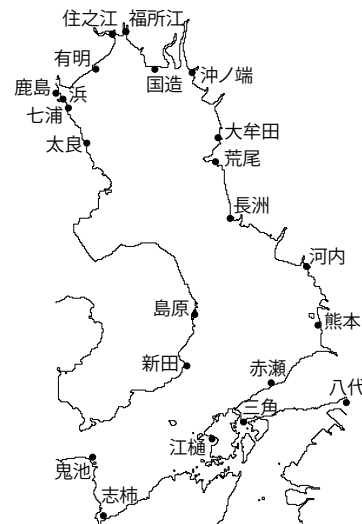 住之江
福所江
有明
国造
沖ノ端
鹿島
浜
七浦
太良
大牟田
荒尾
長洲
河内
島原
熊本
新田
赤瀬
八代
三角
江樋
鬼池
志柿